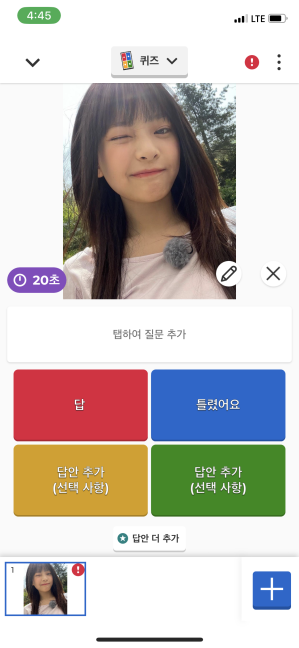 4:45
LTE
퀴즈
20초
탭하여 질문 추가
답
틀렸어요
답안 추가
(선택 사항)
답안 추가
(선택 사항)
답안 더 추가
1